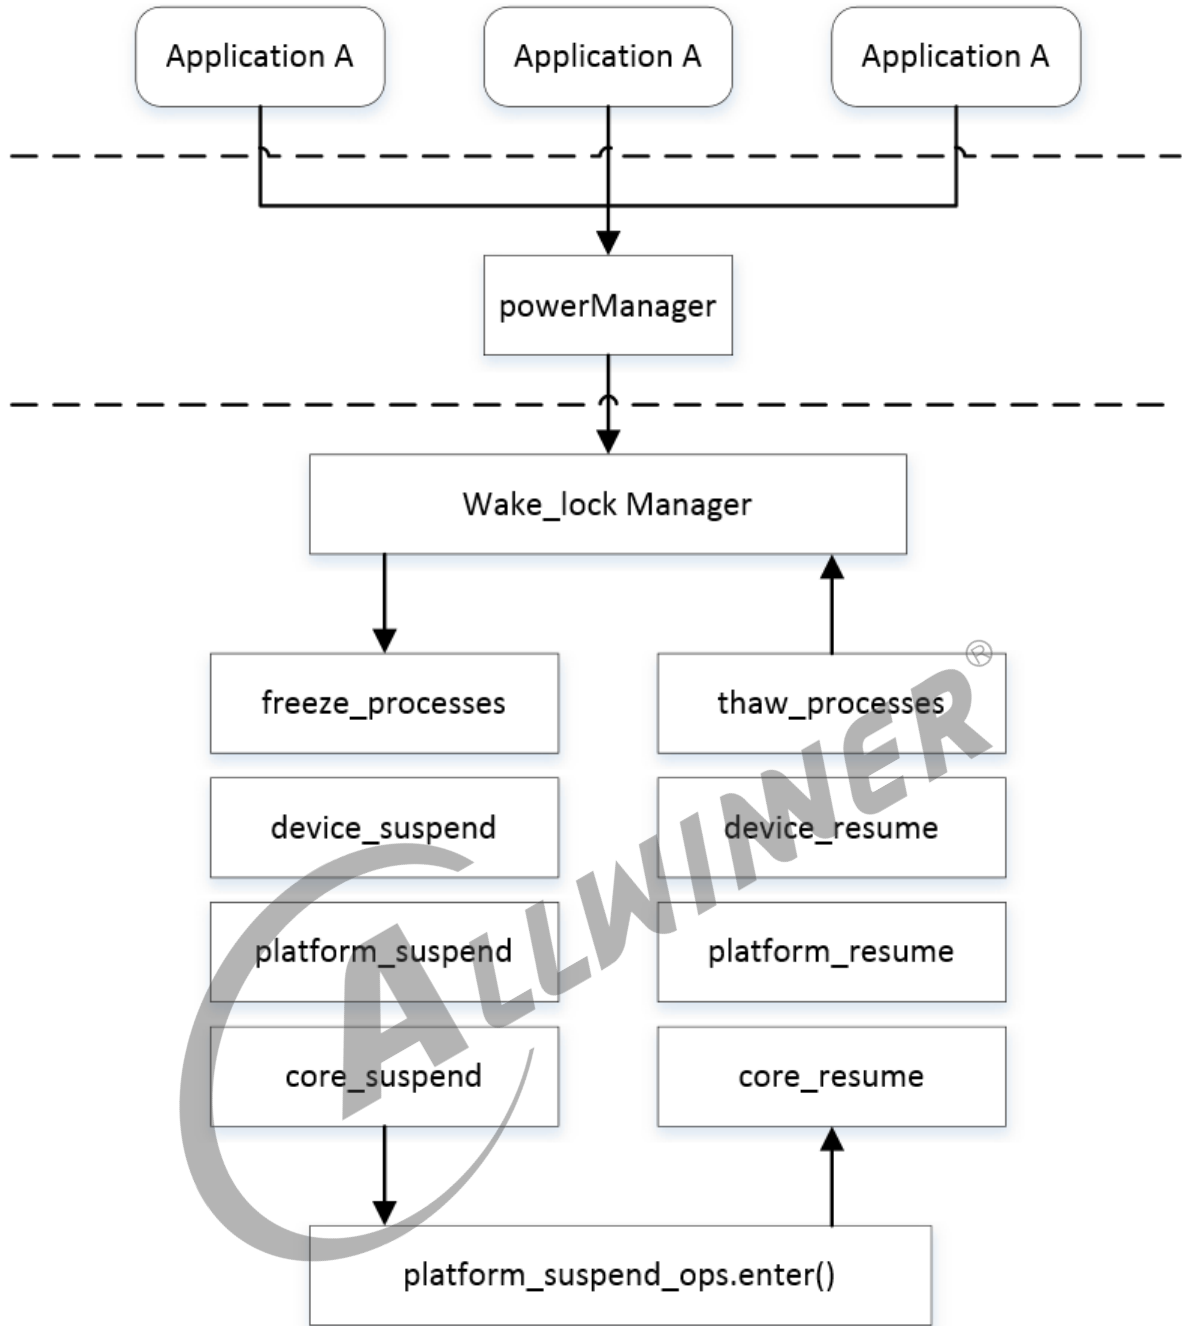 Application A
Application A
Application A
powerManager
Wake_lock Manager
freeze_processes
thaw_processes
device_suspend
device_resume
platform_suspend
platform_resume
core_suspend
core_resume
platform_suspend_ops.enter()
ALLWINNER®